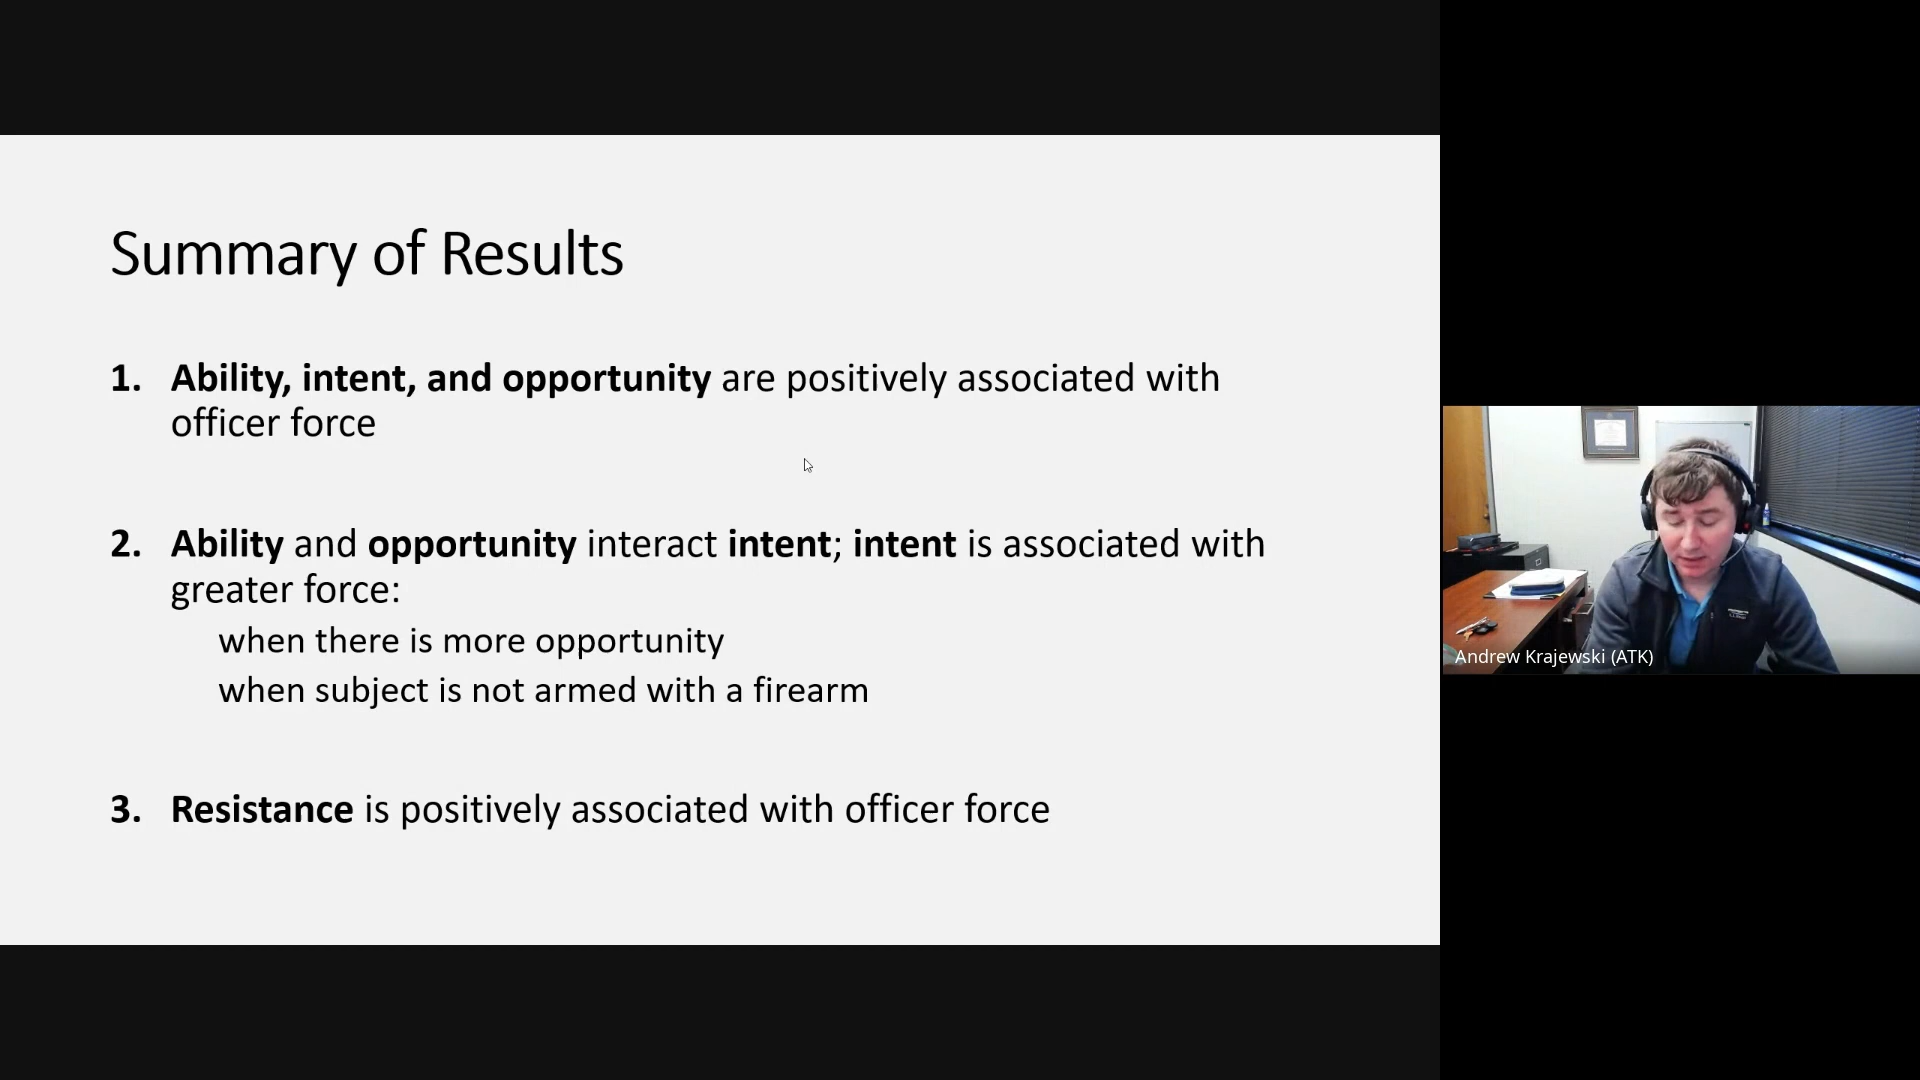 Summary of Results
1. Ability, intent, and opportunity are positively associated with
officer force
2. Ability and opportunity interact intent; intent is associated with
greater force:
when there is more opportunity
when subject is not armed with a firearm
3. Resistance is positively associated with officer force
Andrew Krajewski (ATK)